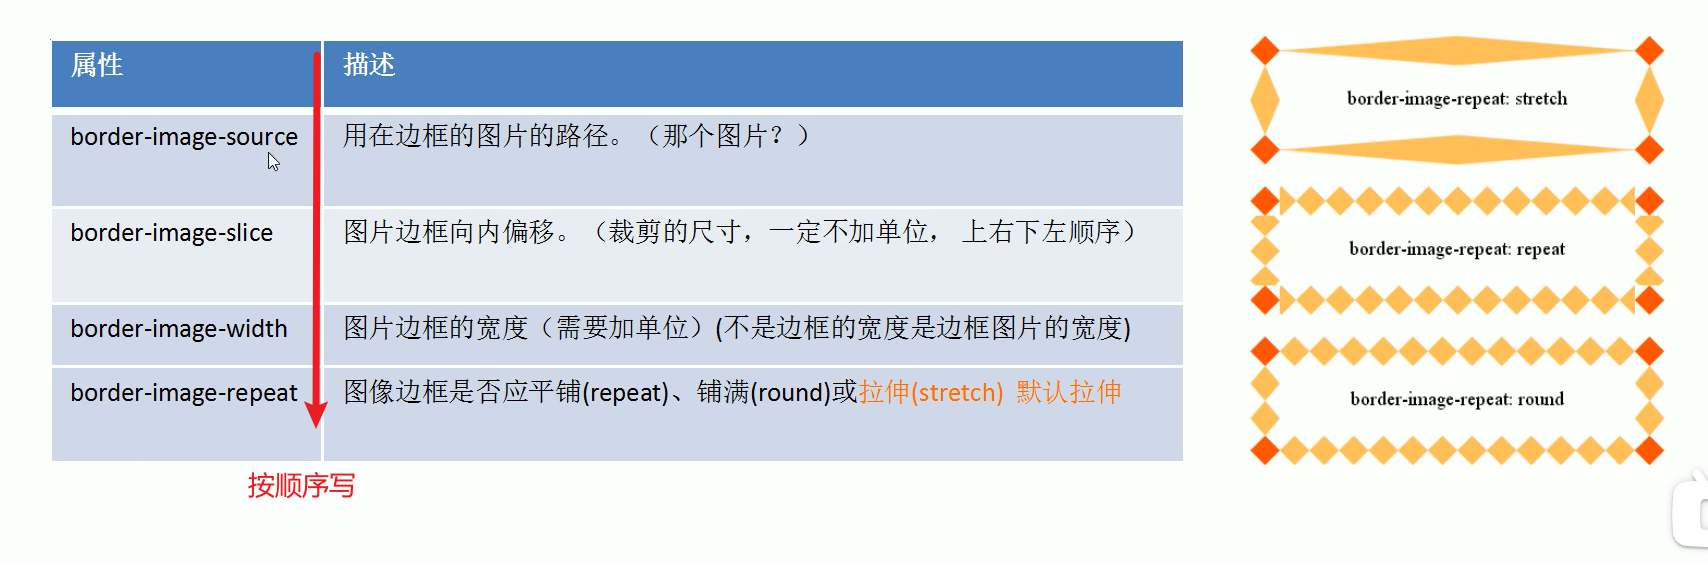 属性 描述
border-image-source 用在边框的图片的路径。（那个图片？）
border-image-slice 图片边框向内偏移。（裁剪的尺寸，一定不加单位， 上右下左顺序）
border-image-width 图片边框的宽度（需要加单位）(不是边框的宽度是边框图片的宽度)
border-image-repeat 图像边框是否应平铺(repeat)、铺满(round)或拉伸(stretch) 默认拉伸
按顺序写
border-image-repeat: stretch
border-image-repeat: repeat
border-image-repeat: round